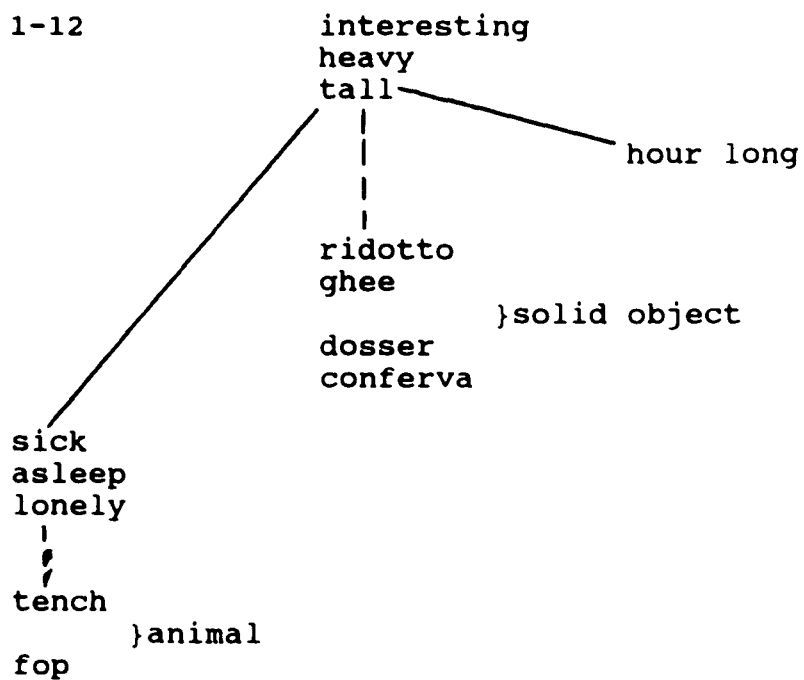 1-12 interesting
heavy
tall
hour long
ridotto
ghee
}solid object
dosser
conferva
sick
asleep
lonely
tench
}animal
fop